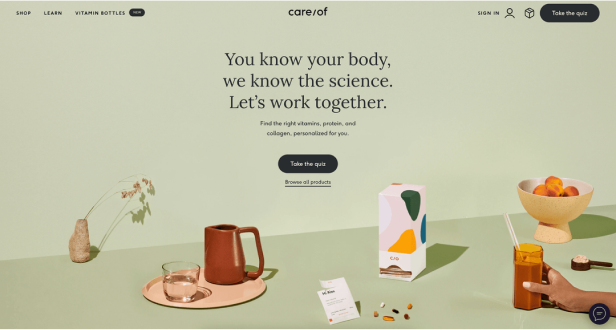 SHOP LEARN VITAMIN BOTTLES NEW
care/of
SIGN IN Take the quiz
You know your body,
we know the science.
Let's work together.
Find the right vitamins, protein, and
collagen, personalized for you.
Take the quiz
Browse all products
C/O